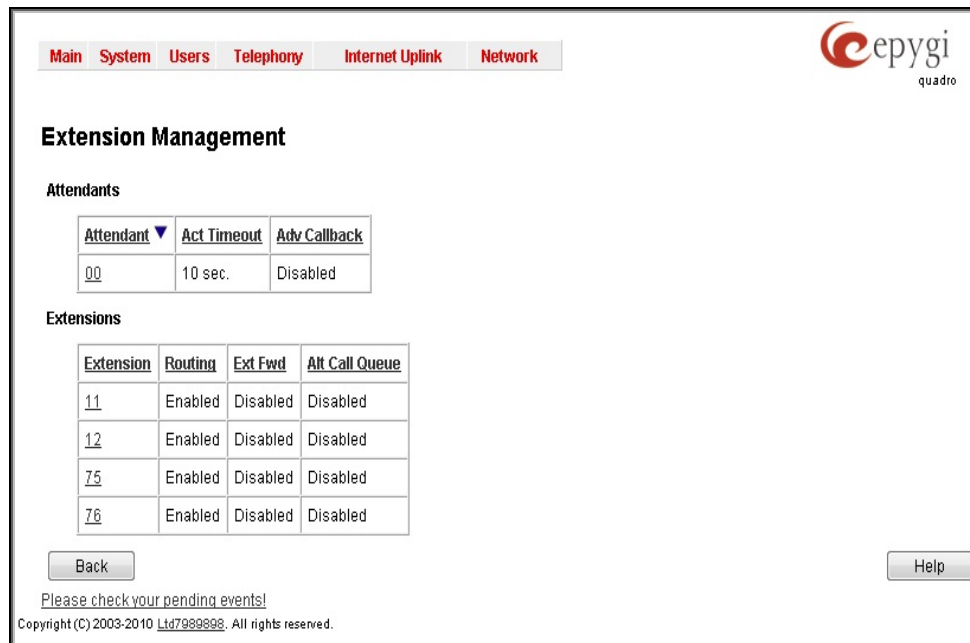 Main System Users Telephony Internet Uplink Network
epygi
quadro
Extension Management
Attendants
Attendant Act Timeout Adv Callback
00 10 sec. Disabled
Extensions
Extension Routing Ext Fwd Alt Call Queue
11 Enabled Disabled Disabled
12 Enabled Disabled Disabled
75 Enabled Disabled Disabled
76 Enabled Disabled Disabled
Back Help
Please check your pending events!
Copyright (C) 2003-2010 Ltd7989898. All rights reserved.